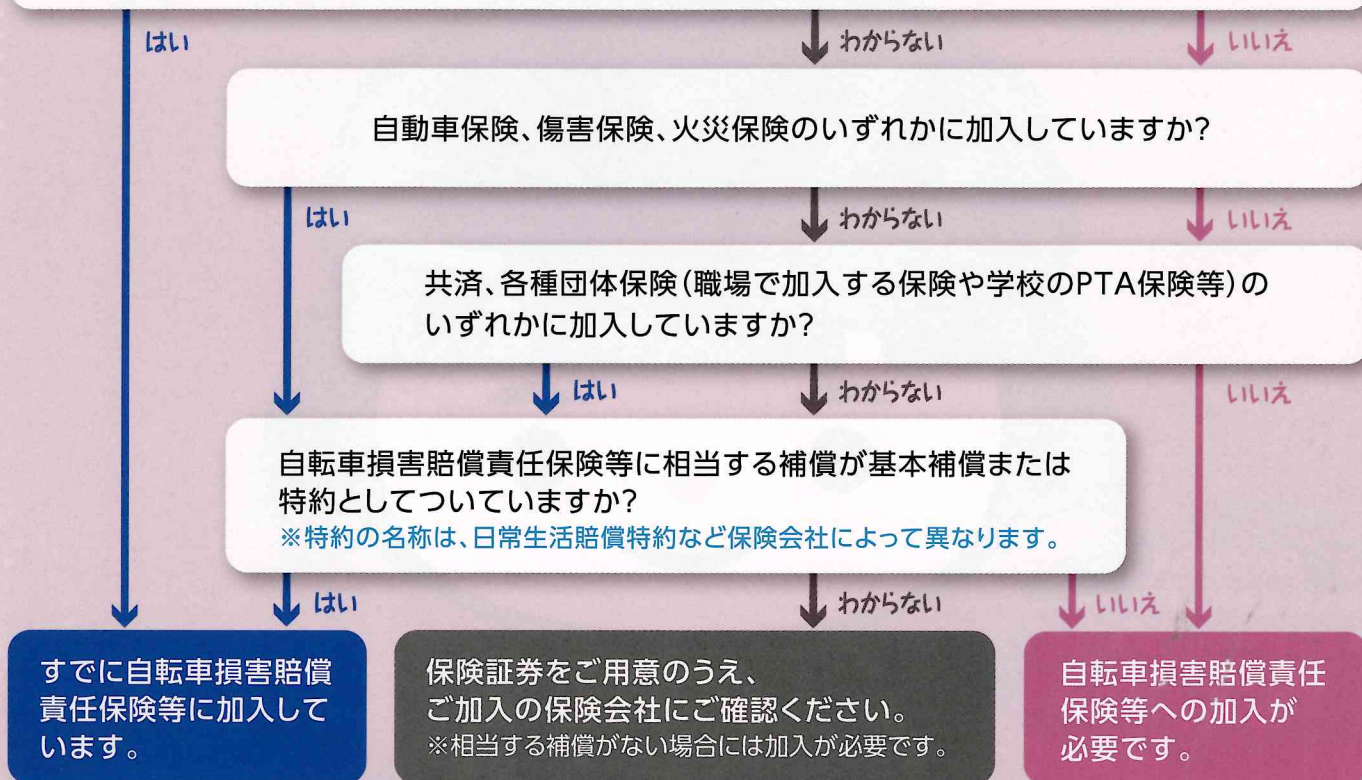 はい
わからない
いいえ
自動車保険、傷害保険、火災保険のいずれかに加入していますか?
はい
わからない
いいえ
共済、各種団体保険(職場で加入する保険や学校のPTA保険等)の
いずれかに加入していますか?
はい
わからない
いいえ
自転車損害賠償責任保険等に相当する補償が基本補償または
特約としてついていますか?
※特約の名称は、日常生活賠償特約など保険会社によって異なります。
はい
わからない
いいえ
すでに自転車損害賠償
責任保険等に加入して
います。
保険証券をご用意のうえ、
ご加入の保険会社にご確認ください。
※相当する補償がない場合には加入が必要です。
自転車損害賠償責任
保険等への加入が
必要です。